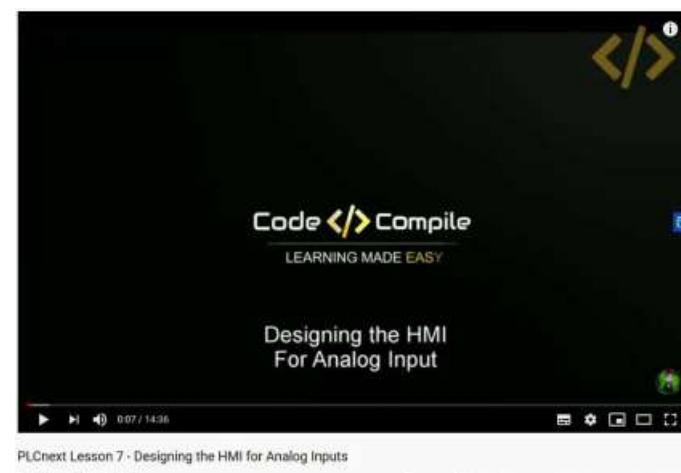 </>
Code </> Compile
LEARNING MADE EASY
Designing the HMI
For Analog Input
0:07 / 14:36
PLCnext Lesson 7 - Designing the HMI for Analog Inputs